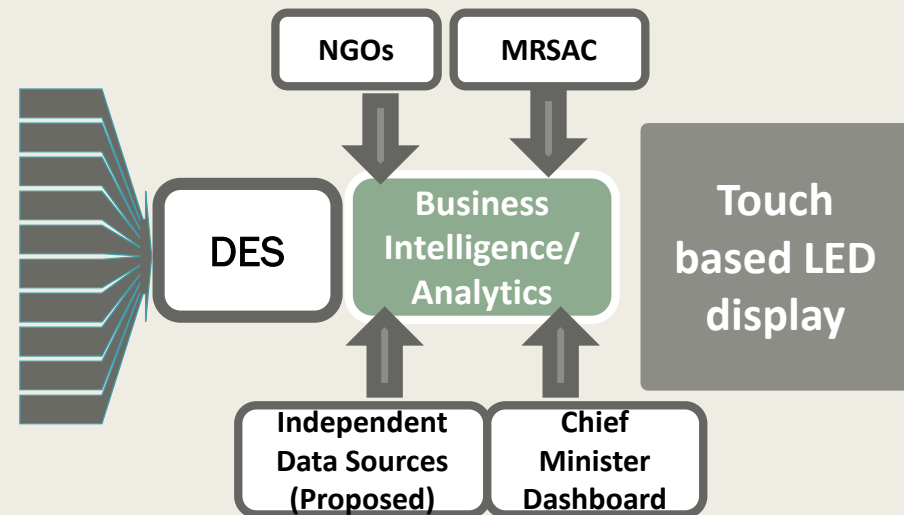 NGOs
MRSAC
DES
Business
Intelligence/
Analytics
Touch
based LED
display
Independent
Data Sources
(Proposed)
Chief
Minister
Dashboard